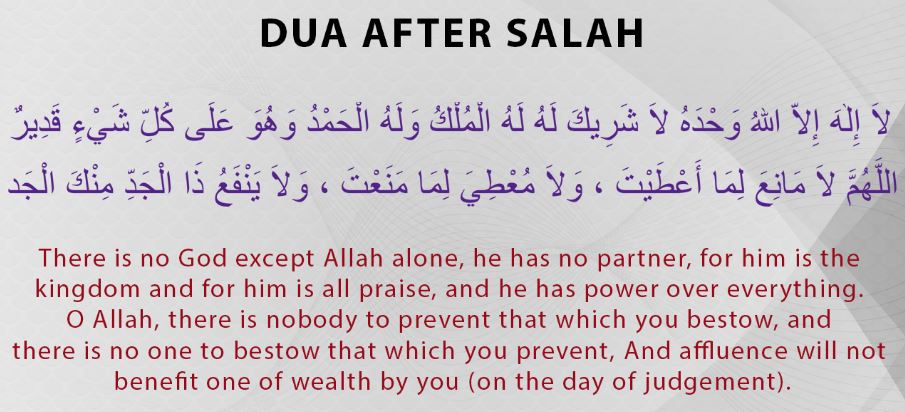 DUA AFTER SALAH
لاَ إِلٰهَ إِلاّ اللهُ وَحْدَهُ لاَ شَرِيكَ لَهُ لَهُ الْمُلْكُ وَلَهُ الْحَمْدُ وَهُوَ عَلَى كُلِّ شَيْءٍ قَدِيرٌ
اللَّهُمَّ لاَ مَانِعَ لِمَا أَعْطَيْتَ ، وَلاَ مُعْطِيَ لِمَا مَنَعْتَ ، وَلاَ يَنْفَعُ ذَا الْجَدِّ مِنْكَ الْجَد
There is no God except Allah alone, he has no partner, for him is the
kingdom and for him is all praise, and he has power over everything.
O Allah, there is nobody to prevent that which you bestow, and
there is no one to bestow that which you prevent, And affluence will not
benefit one of wealth by you (on the day of judgement).